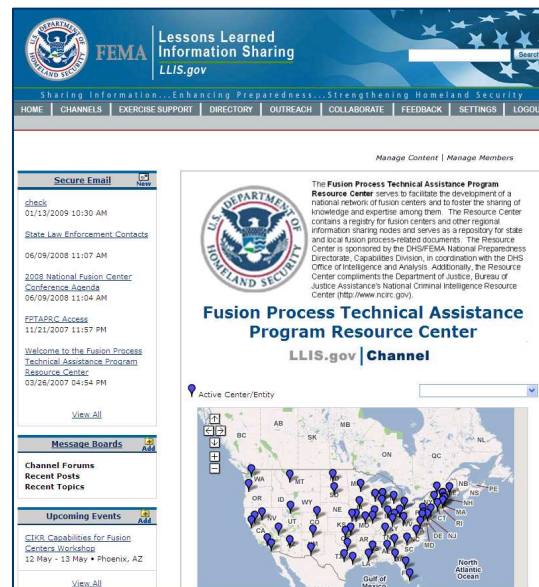 U.S. DEPARTMENT OF
HOMELAND SECURITY
FEMA
Lessons Learned
Information Sharing
LLIS.gov
Search
Sharing Information...Enhancing Preparedness...Strengthening Homeland Security
HOME | CHANNELS | EXERCISE SUPPORT | DIRECTORY | OUTREACH | COLLABORATE | FEEDBACK | SETTINGS | LOGOU
Manage Content | Manage Members
Secure Email
New
check
01/13/2009 10:30 AM
State Law Enforcement Contacts
06/09/2008 11:07 AM
2008 National Fusion Center
Conference Agenda
06/09/2008 11:04 AM
FPTAPRC Access
11/21/2007 11:57 PM
Welcome to the Fusion Process
Technical Assistance Program
Resource Center
03/26/2007 04:54 PM
View All
Message Boards
Add
Channel Forums
Recent Posts
Recent Topics
Upcoming Events
Add
CIKR Capabilities for Fusion
Centers Workshop
12 May - 13 May • Phoenix, AZ
View All
The Fusion Process Technical Assistance Program
Resource Center serves to facilitate the development of a
national network of fusion centers and to foster the sharing of
knowledge and expertise among them. The Resource Center
contains a registry for fusion centers and other regional
information sharing nodes and serves as a repository for state
and local fusion process-related documents. The Resource
Center is sponsored by the DHS/FEMA National Preparedness
Directorate, Capabilities Division, in coordination with the DHS
Office of Intelligence and Analysis. Additionally, the Resource
Center compliments the Department of Justice, Bureau of
Justice Assistance's National Criminal Intelligence Resource
Center (http://www.ncirc.gov).
U.S. DEPARTMENT OF
HOMELAND SECURITY
Fusion Process Technical Assistance
Program Resource Center
LLIS.gov | Channel
Active Center/Entity
BC
AB
SK
MB
ON
QC
NL
NB
PE
NS
WA
MT
OR
ID
WY
NE
NH
MA
RI
CT
NV
UT
CO
KS
MO
DE
NJ
MD
CA
AR
TN
SC
AL
LA
North
Atlantic
Ocean
Gulf of
Mexico